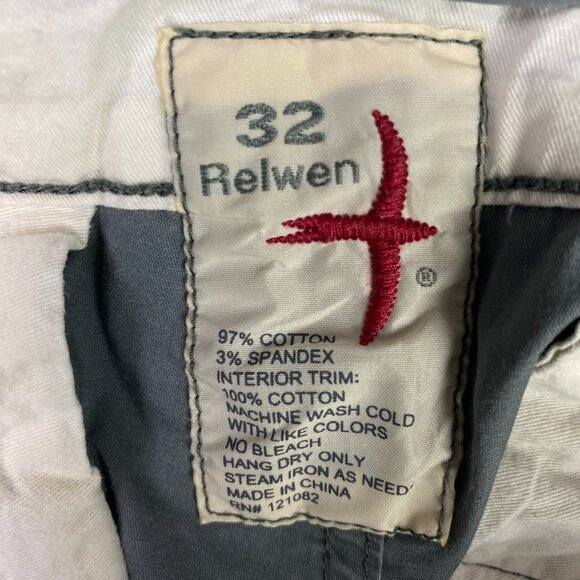 32
Relwen
®
97% COTTON
3% SPANDEX
INTERIOR TRIM:
100% COTTON
MACHINE WASH COLD
WITH LIKE COLORS
NO BLEACH
HANG DRY ONLY
STEAM IRON AS NEED
MADE IN CHINA
RN# 121082